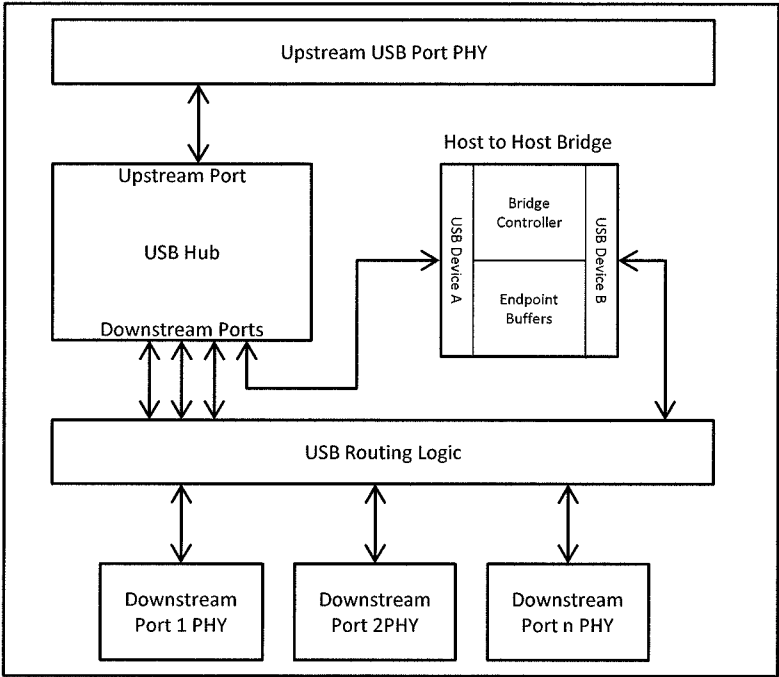 Upstream USB Port PHY
Host to Host Bridge
Upstream Port
USB Hub
Downstream Ports
USB Device A
Bridge
Controller
Endpoint
Buffers
USB Device B
USB Routing Logic
Downstream
Port 1 PHY
Downstream
Port 2PHY
Downstream
Port n PHY